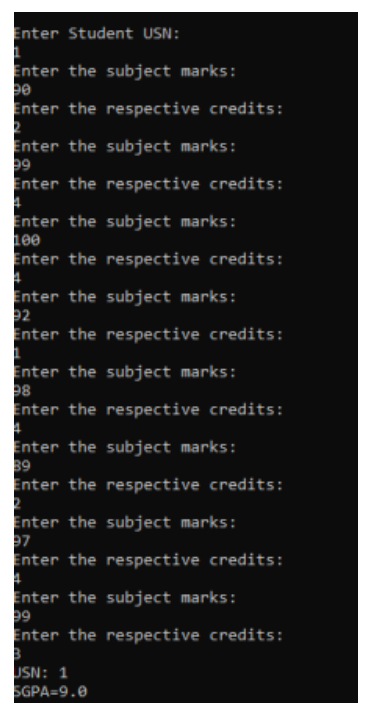 Enter Student USN:
1
Enter the subject marks:
90
Enter the respective credits:
2
Enter the subject marks:
99
Enter the respective credits:
4
Enter the subject marks:
100
Enter the respective credits:
4
Enter the subject marks:
92
Enter the respective credits:
1
Enter the subject marks:
98
Enter the respective credits:
4
Enter the subject marks:
89
Enter the respective credits:
2
Enter the subject marks:
97
Enter the respective credits:
4
Enter the subject marks:
99
Enter the respective credits:
3
USN: 1
SGPA=9.0